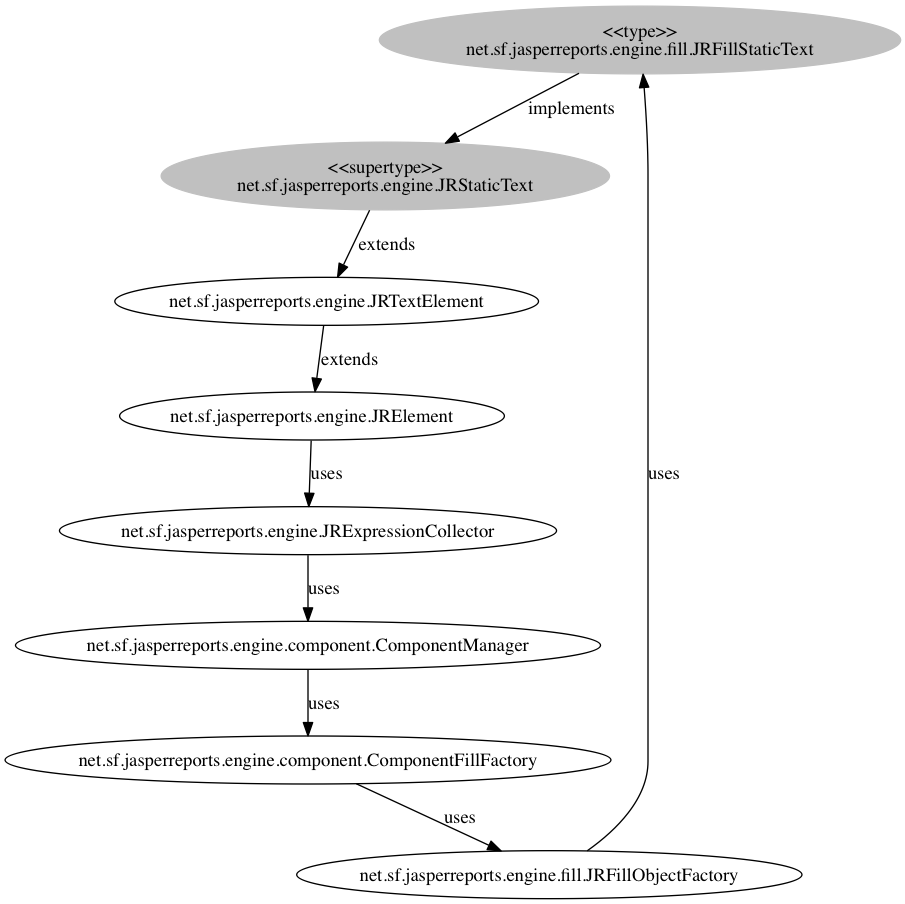 <<type>>
net.sf.jasperreports.engine.fill.JRFillStaticText
implements
<<supertype>>
net.sf.jasperreports.engine.JRStaticText
extends
net.sf.jasperreports.engine.JRTextElement
extends
net.sf.jasperreports.engine.JRElement
uses
uses
net.sf.jasperreports.engine.JRExpressionCollector
uses
net.sf.jasperreports.engine.component.ComponentManager
uses
net.sf.jasperreports.engine.component.ComponentFillFactory
uses
net.sf.jasperreports.engine.fill.JRFillObjectFactory